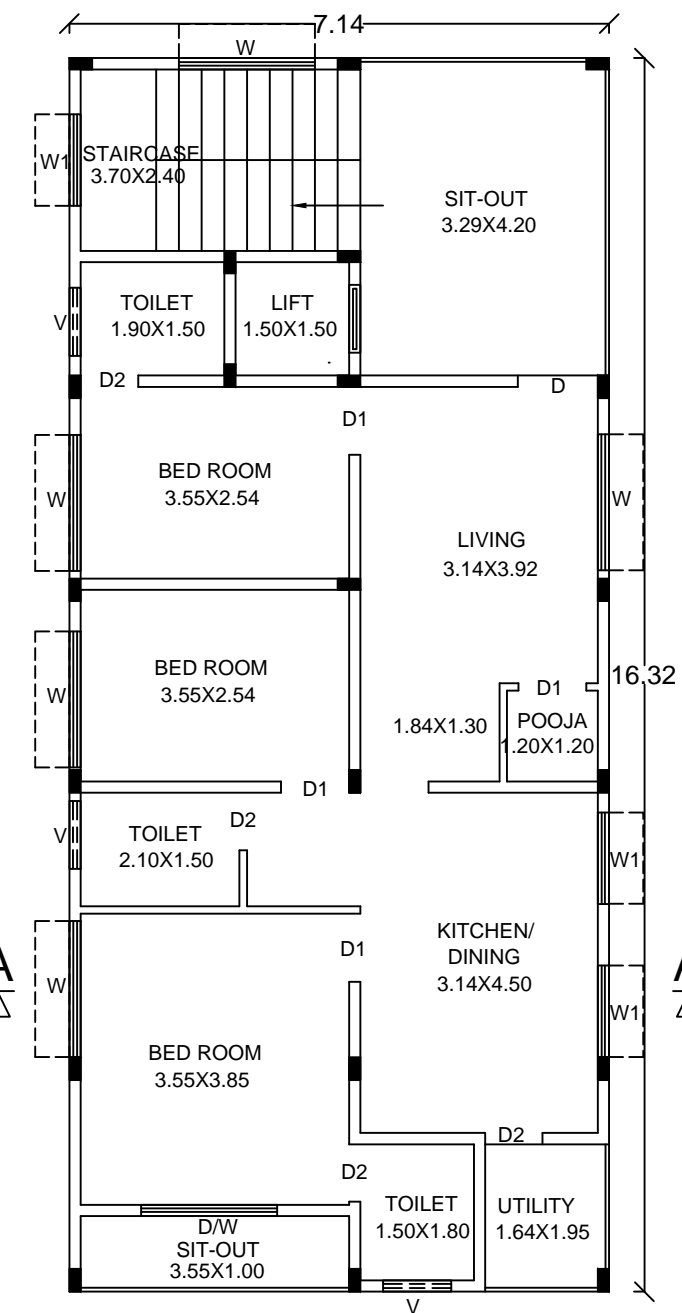 7.14
W
W1
STAIRCASE
3.70X2.40
SIT-OUT
3.29X4.20
TOILET
1.90X1.50
LIFT
1.50X1.50
V
D2
D
D1
BED ROOM
3.55X2.54
W
W
LIVING
3.14X3.92
BED ROOM
3.55X2.54
W
16.32
D1
1.84X1.30
POOJA
1.20X1.20
D1
V
TOILET
2.10X1.50
D2
W1
KITCHEN/
DINING
3.14X4.50
D1
A
W
A
W1
BED ROOM
3.55X3.85
D2
D2
TOILET
1.50X1.80
UTILITY
1.64X1.95
D/W
SIT-OUT
3.55X1.00
V